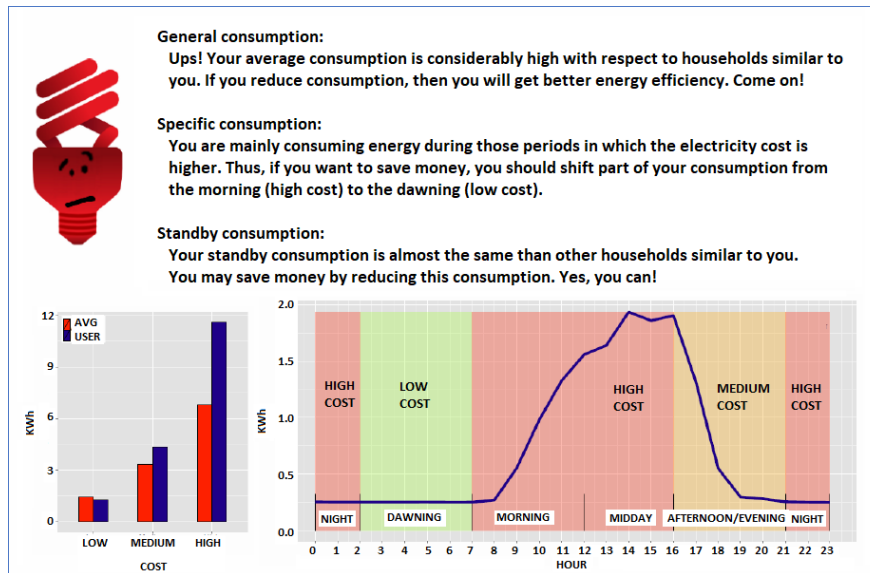 General consumption:
Ups! Your average consumption is considerably high with respect to households similar to
you. If you reduce consumption, then you will get better energy efficiency. Come on!
Specific consumption:
You are mainly consuming energy during those periods in which the electricity cost is
higher. Thus, if you want to save money, you should shift part of your consumption from
the morning (high cost) to the dawning (low cost).
Standby consumption:
Your standby consumption is almost the same than other households similar to you.
You may save money by reducing this consumption. Yes, you can!
12
9
6
3
0
KWh
AVG
USER
LOW MEDIUM HIGH
COST
2.0
1.5
1.0
0.5
0.0
KWh
HIGH
COST
LOW
COST
HIGH
COST
MEDIUM
COST
HIGH
COST
NIGHT DAWNING MORNING MIDDAY AFTERNOON/EVENING NIGHT
0 1 2 3 4 5 6 7 8 9 10 11 12 13 14 15 16 17 18 19 20 21 22 23
HOUR